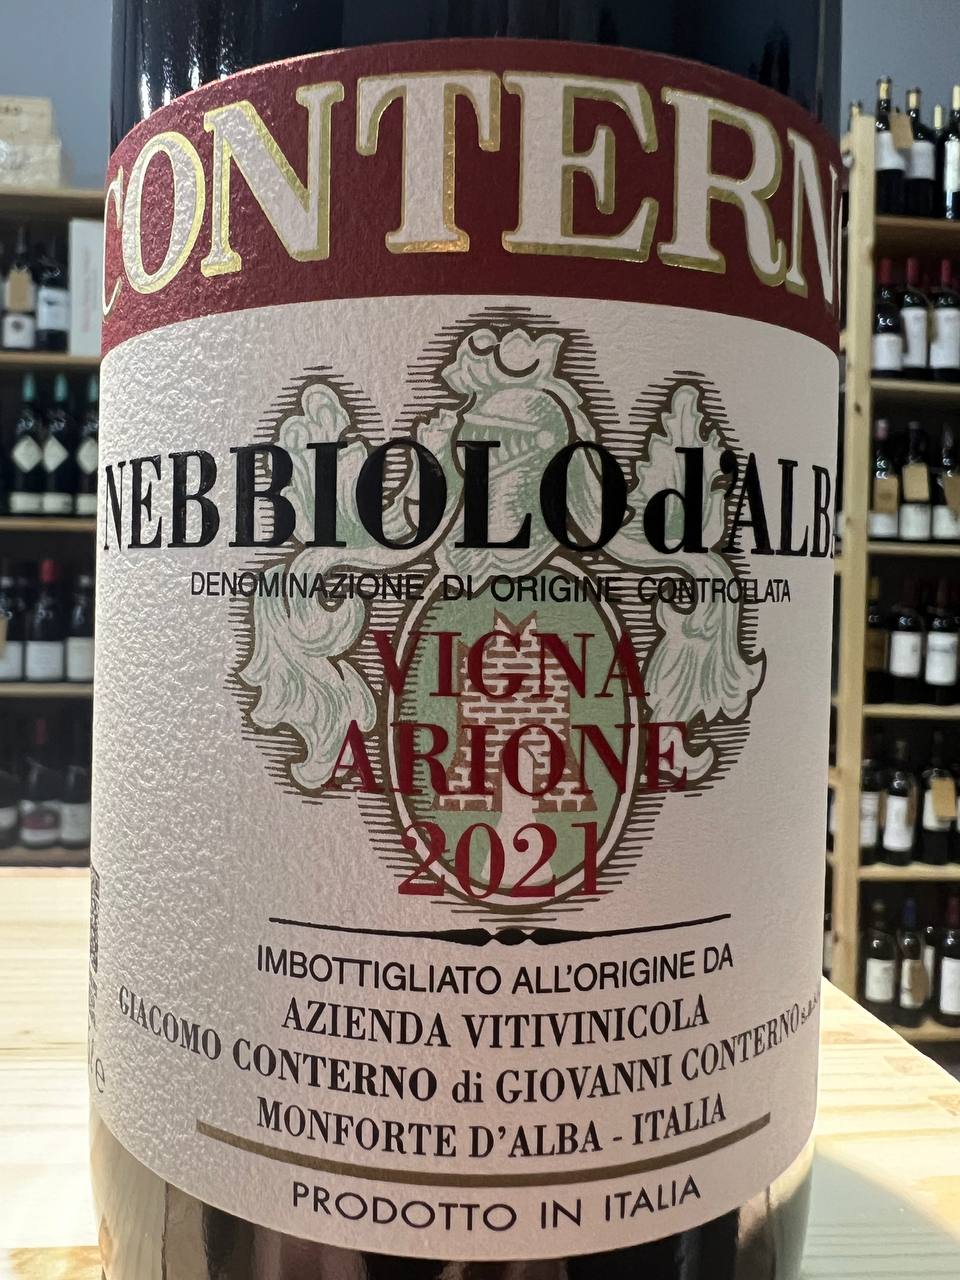 CONTERN
NEBBIOLO d'ALBA
DENOMINAZIONE DI ORIGINE CONTROLLATA
VIGNA
ARIONE
2021
IMBOTTIGLIATO ALL'ORIGINE DA
AZIENDA VITIVINICOLA
GIACOMO CONTERNO di GIOVANNI CONTERNO
MONFORTE D'ALBA - ITALIA
PRODOTTO IN ITALIA